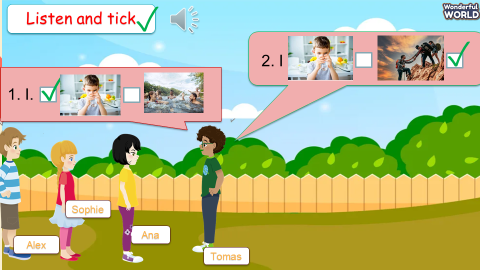 Listen and tick
Wonderful
WORLD
2. I
1. I.
Sophie
Ana
Alex
Tomas